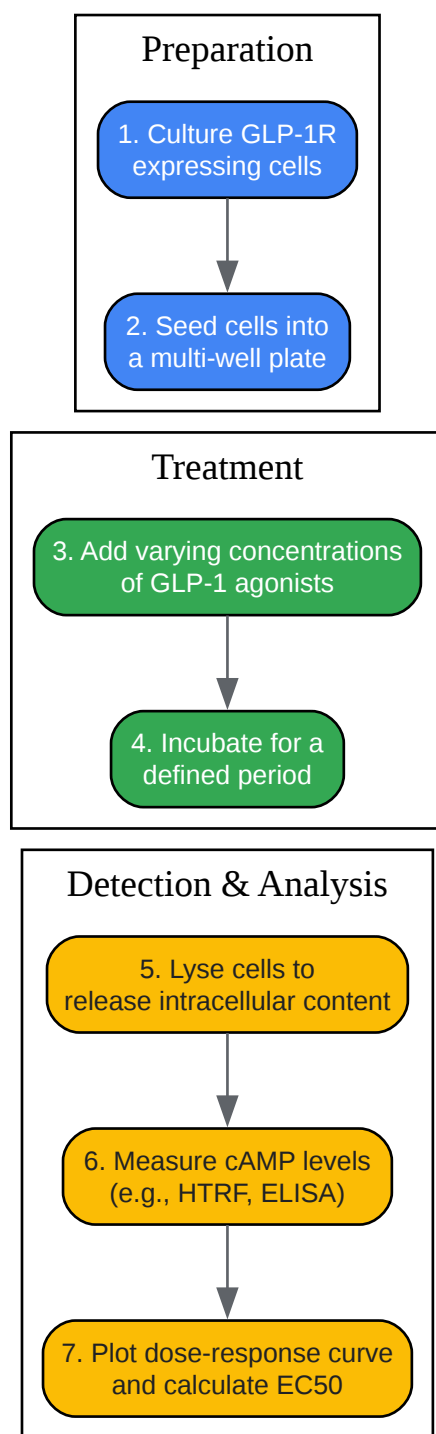 Preparation
1. Culture GLP-1R
expressing cells
2. Seed cells into
a multi-well plate
Treatment
3. Add varying concentrations
of GLP-1 agonists
4. Incubate for a
defined period
Detection & Analysis
5. Lyse cells to
release intracellular content
6. Measure cAMP levels
(e.g., HTRF, ELISA)
7. Plot dose-response curve
and calculate EC50